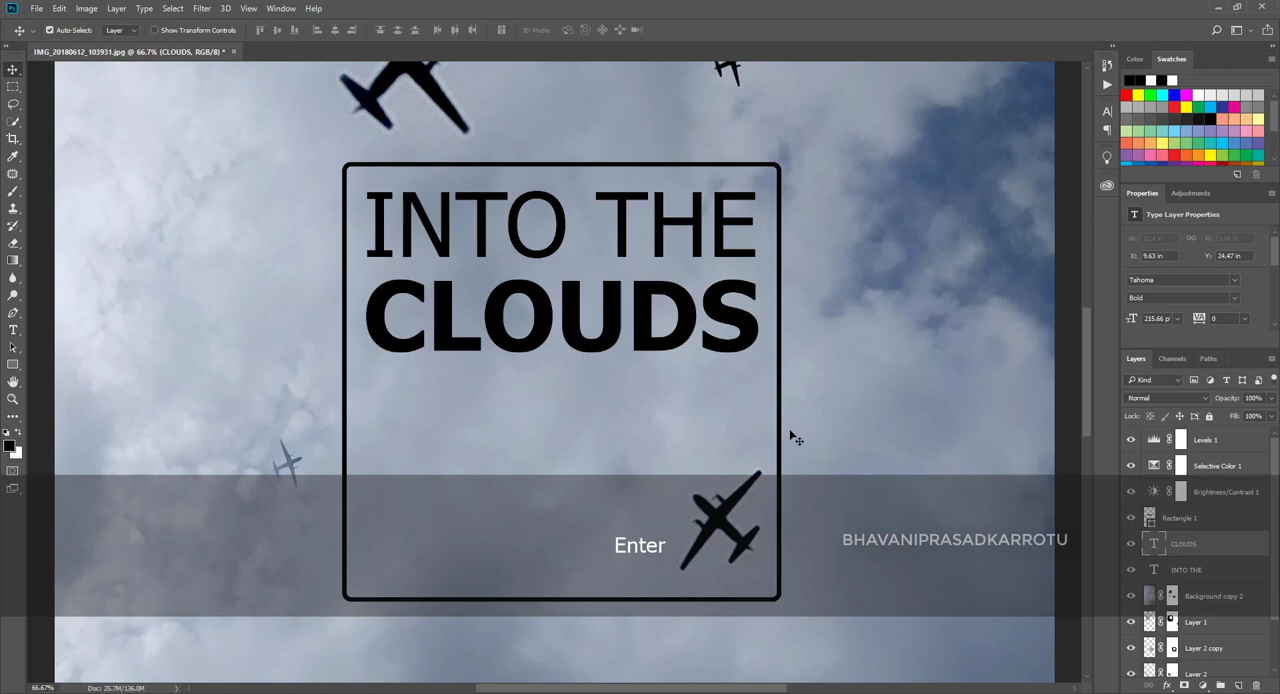 Ps File Edit Image Layer Type Select Filter 3D View Window Help
Auto-Select: Layer Show Transform Controls 3D Mode:
IMG_20180612_103931.jpg @ 66.7% (CLOUDS, RGB/8) * ×
Color Swatches
Properties Adjustments
T Type Layer Properties
X: 9.63 in Y: 24.47 in
Tahoma
Bold
215.66 p 0
Layers Channels Paths
Kind
Normal Opacity: 100%
Lock: Fill: 100%
Levels 1
Selective Color 1
Brightness/Contrast 1
Rectangle 1
CLOUDS
INTO THE
Background copy 2
Layer 1
Layer 2 copy
Layer 2
INTO THE
CLOUDS
Enter
BHAVANIPRASADKARROTU
66.67% Doc: 25.7M/136.0M